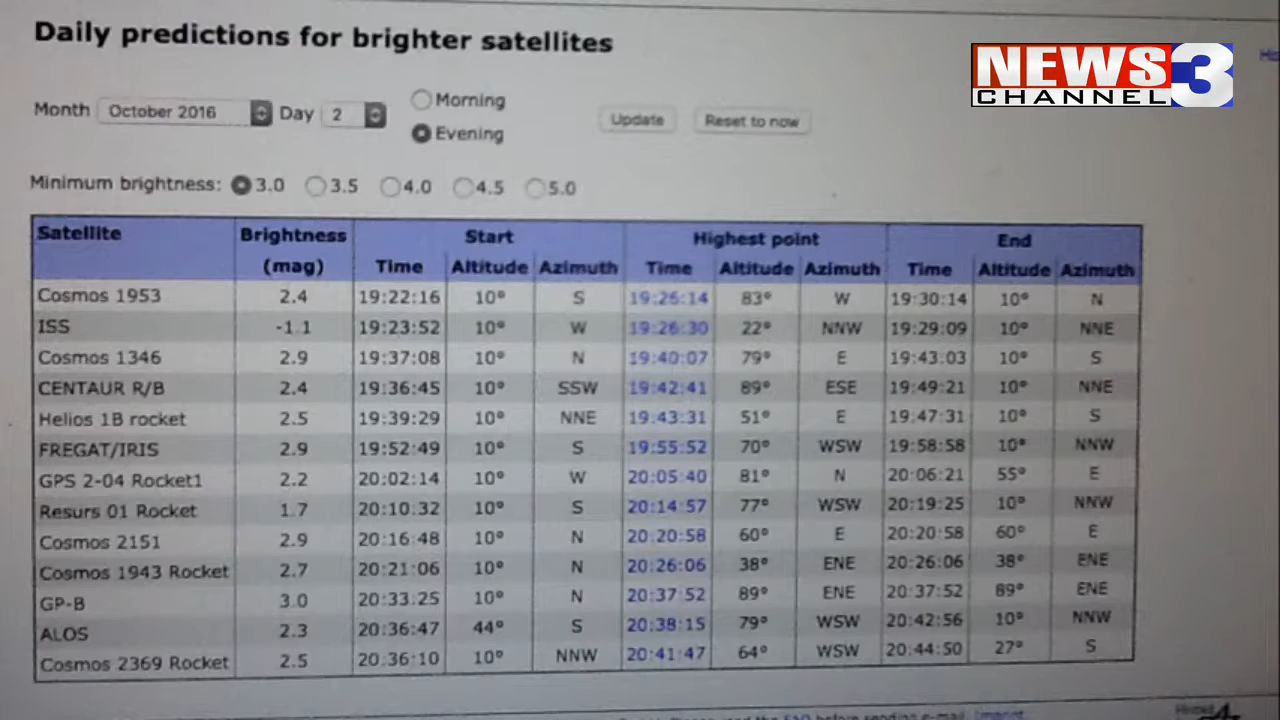 Daily predictions for brighter satellites
NEWS 3
CHANNEL
Month October 2016 Day 2 Morning
Evening
Update Reset to now
Minimum brightness: 3.0 3.5 4.0 4.5 5.0
Satellite Brightness Start Highest point End
(mag) Time Altitude Azimuth Time Altitude Azimuth Time Altitude Azimuth
Cosmos 1953 2.4 19:22:16 10° S 19:26:14 83° W 19:30:14 10° N
ISS -1.1 19:23:52 10° W 19:26:30 22° NNW 19:29:09 10° NNE
Cosmos 1346 2.9 19:37:08 10° N 19:40:07 79° E 19:43:03 10° S
CENTAUR R/B 2.4 19:36:45 10° SSW 19:42:41 89° ESE 19:49:21 10° NNE
Helios 1B rocket 2.5 19:39:29 10° NNE 19:43:31 51° E 19:47:31 10° S
FREGAT/IRIS 2.9 19:52:49 10° S 19:55:52 70° WSW 19:58:58 10° NNW
GPS 2-04 Rocket1 2.2 20:02:14 10° W 20:05:40 81° N 20:06:21 55° E
Resurs 01 Rocket 1.7 20:10:32 10° S 20:14:57 77° WSW 20:19:25 10° NNW
Cosmos 2151 2.9 20:16:48 10° N 20:20:58 60° E 20:20:58 60° E
Cosmos 1943 Rocket 2.7 20:21:06 10° N 20:26:06 38° ENE 20:26:06 38° ENE
GP-B 3.0 20:33:25 10° N 20:37:52 89° ENE 20:37:52 89° ENE
ALOS 2.3 20:36:47 44° S 20:38:15 79° WSW 20:42:56 10° NNW
Cosmos 2369 Rocket 2.5 20:36:10 10° NNW 20:41:47 64° WSW 20:44:50 27° S
FAQ before sending e-mail. Imprint.